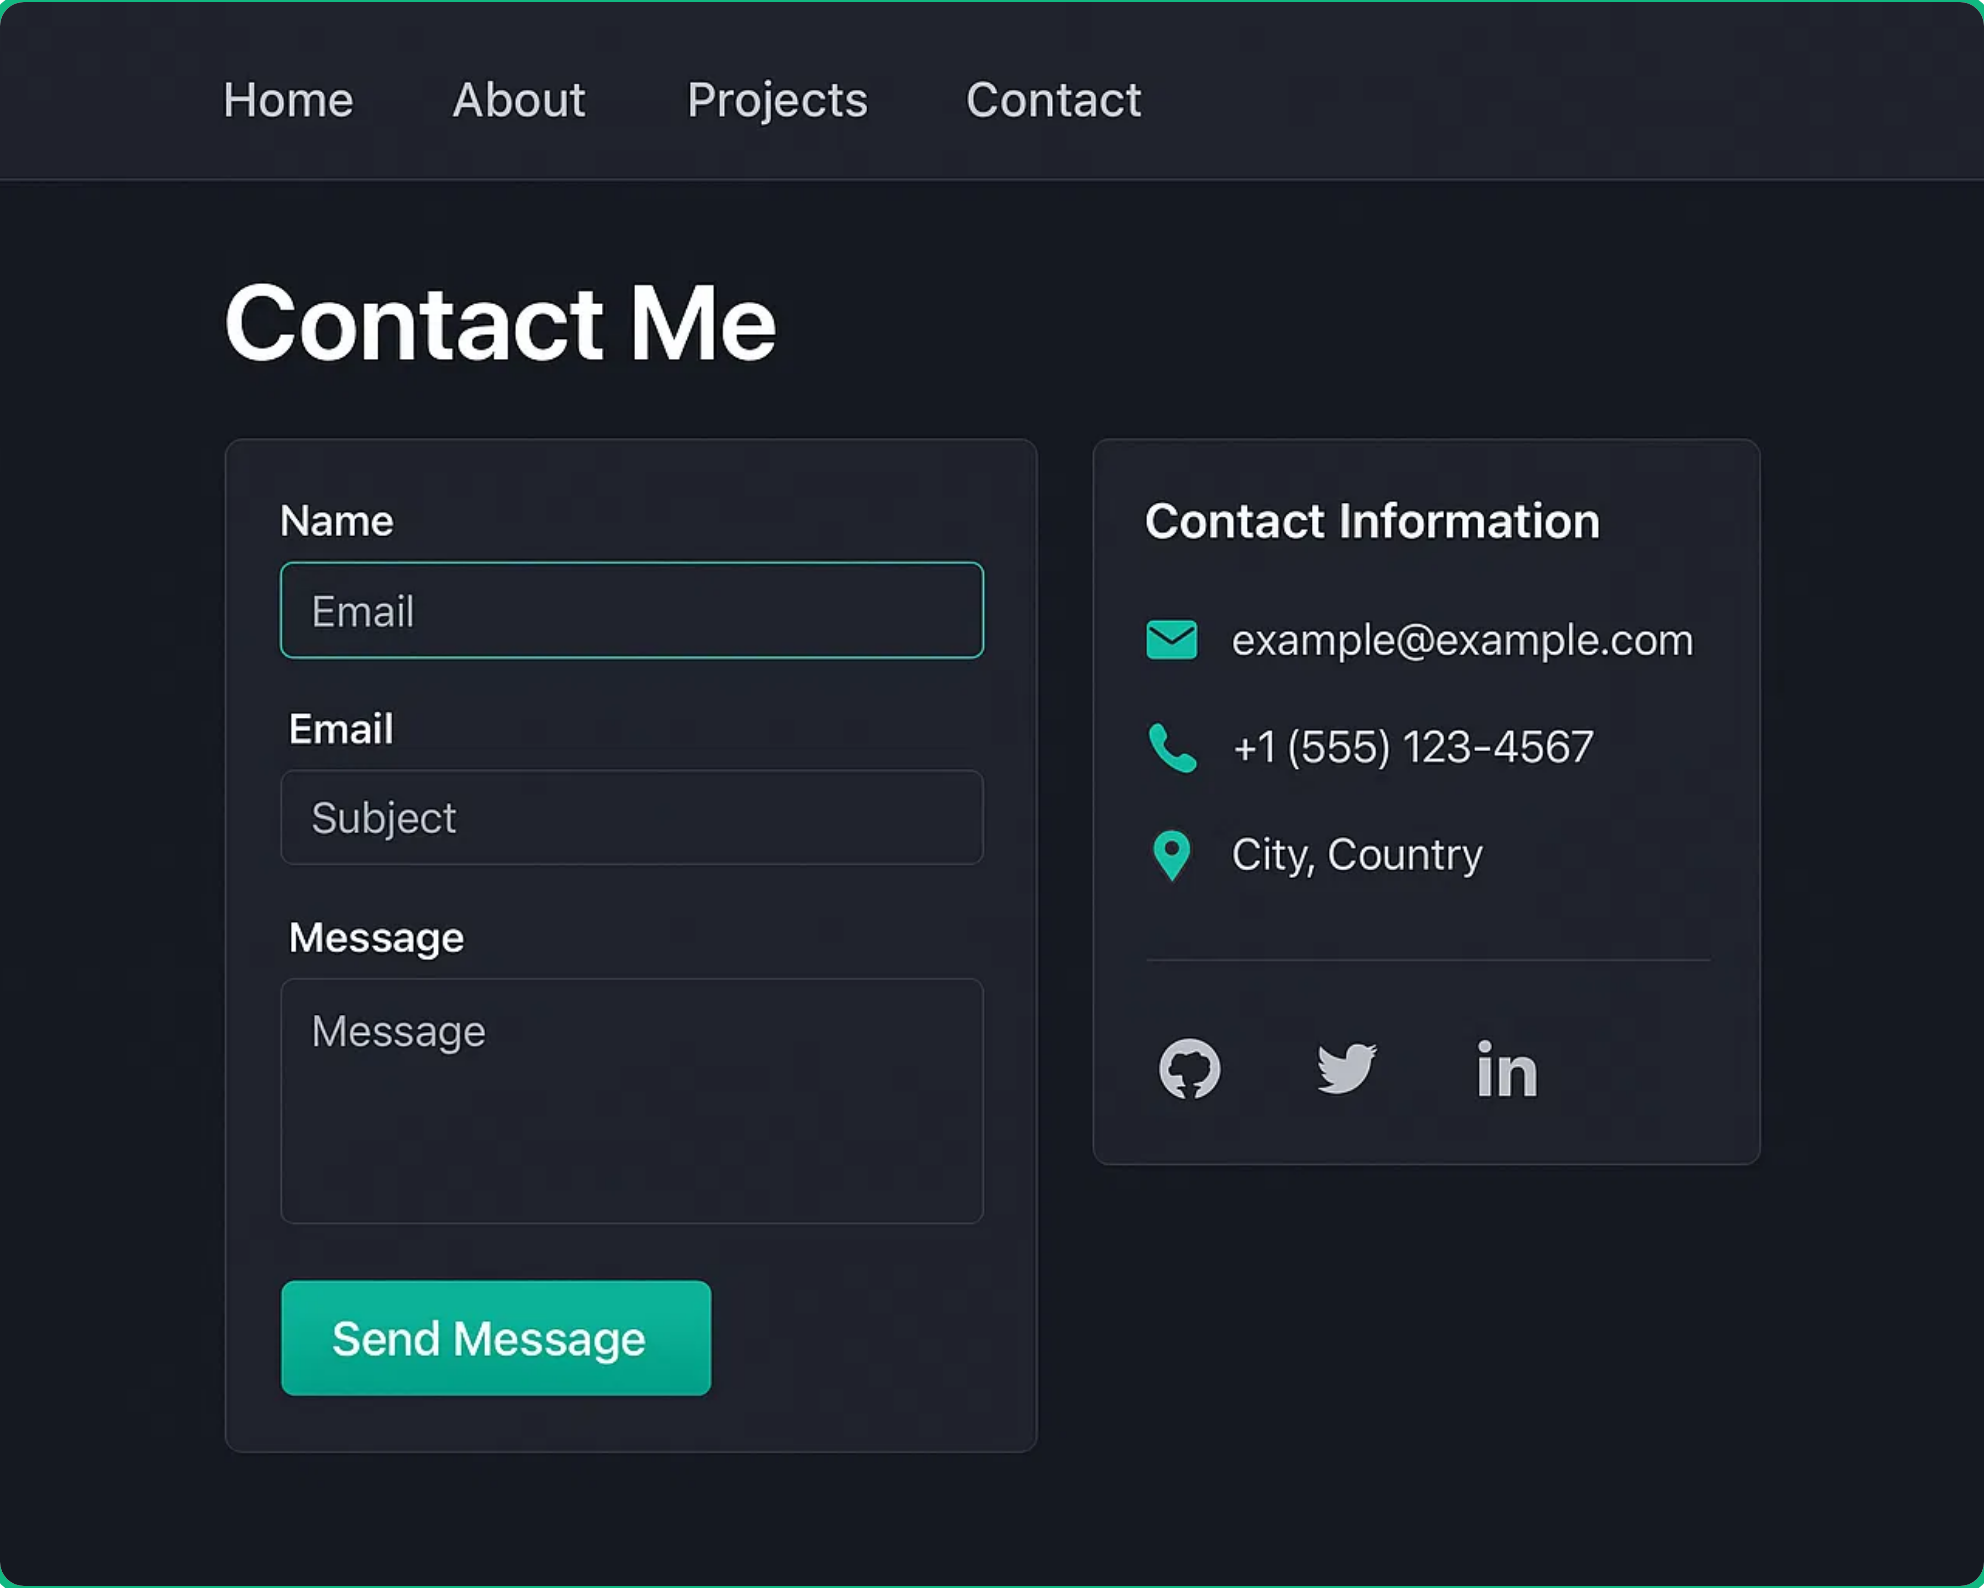 Home About Projects Contact
Contact Me
Name
Email
Email
Subject
Message
Message
Send Message
Contact Information
example@example.com
+1 (555) 123-4567
City, Country
in